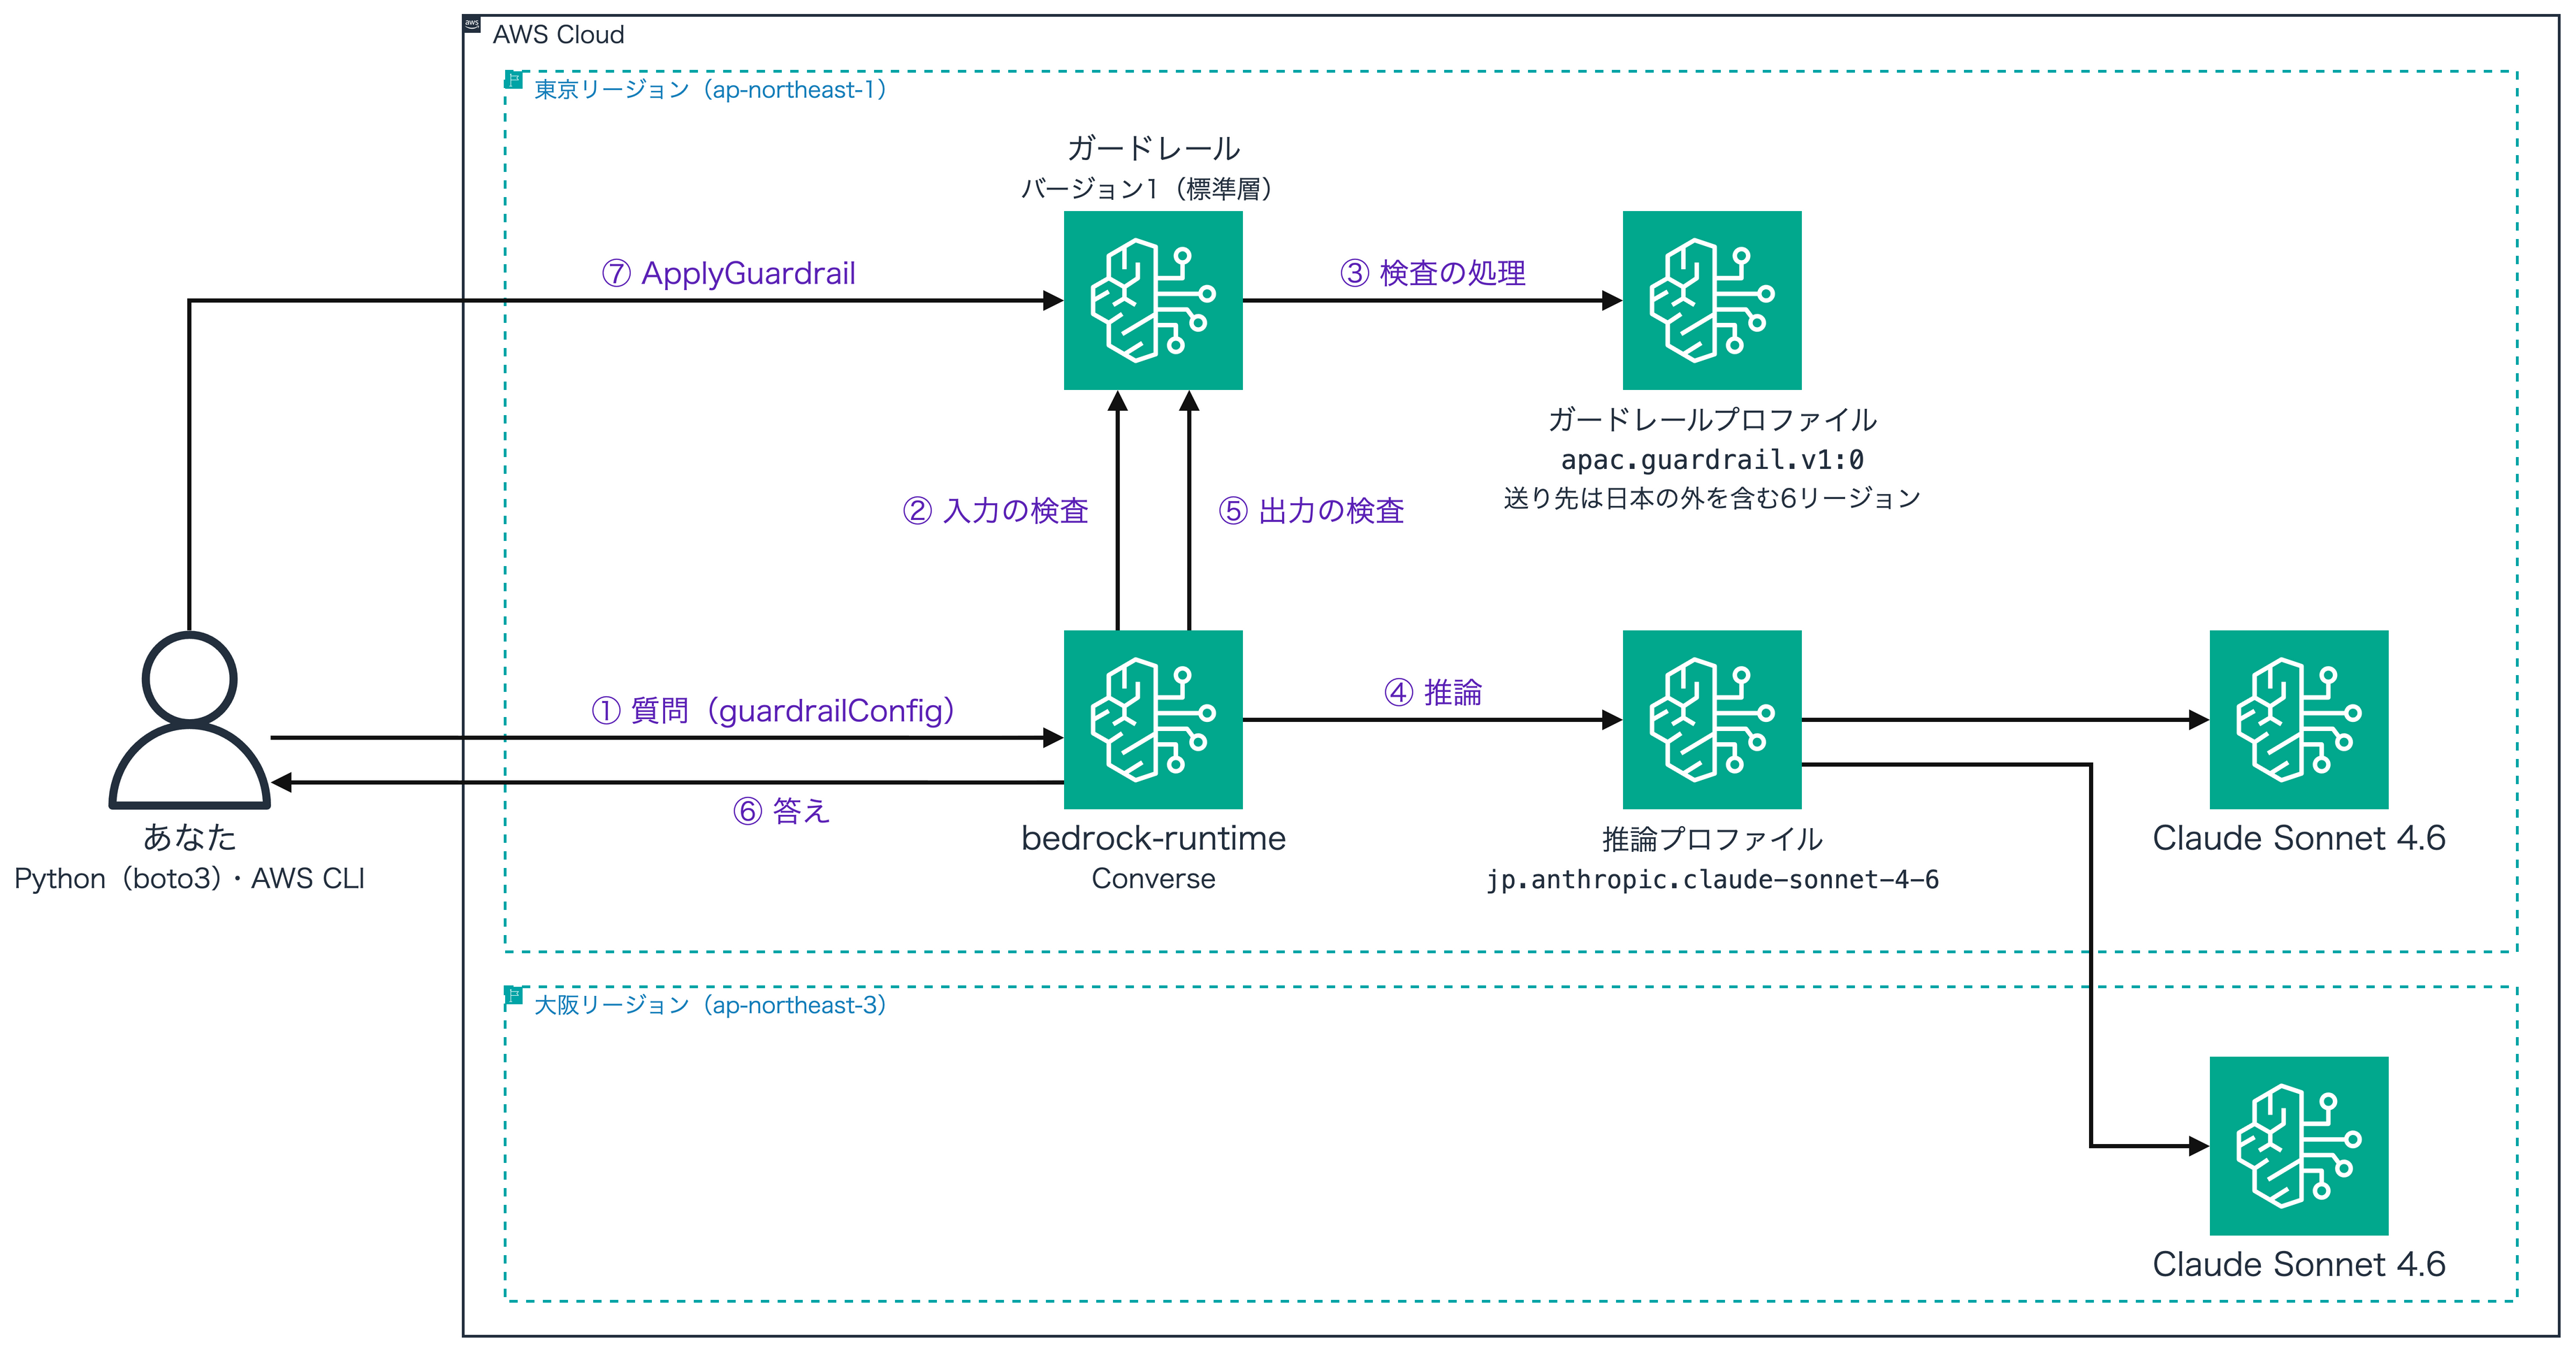 aws
AWS Cloud
東京リージョン（ap-northeast-1）
ガードレール
バージョン1（標準層）
⑦ ApplyGuardrail
③ 検査の処理
ガードレールプロファイル
apac.guardrail.v1:0
送り先は日本の外を含む6リージョン
② 入力の検査
⑤ 出力の検査
① 質問（guardrailConfig）
④ 推論
⑥ 答え
あなた
Python（boto3）・AWS CLI
bedrock-runtime
Converse
推論プロファイル
jp.anthropic.claude-sonnet-4-6
Claude Sonnet 4.6
大阪リージョン（ap-northeast-3）
Claude Sonnet 4.6